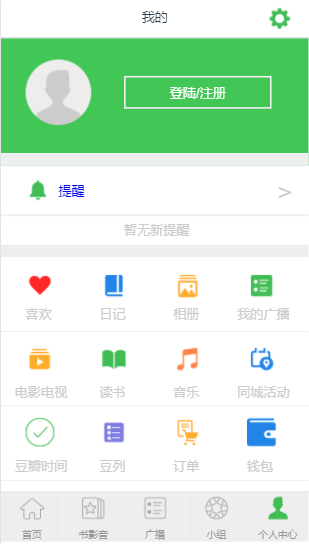 我的
登陆/注册
提醒
>
暂无新提醒
喜欢 日记 相册 我的广播
电影电视 读书 音乐 同城活动
豆瓣时间 豆列 订单 钱包
首页 书影音 广播 小组 个人中心